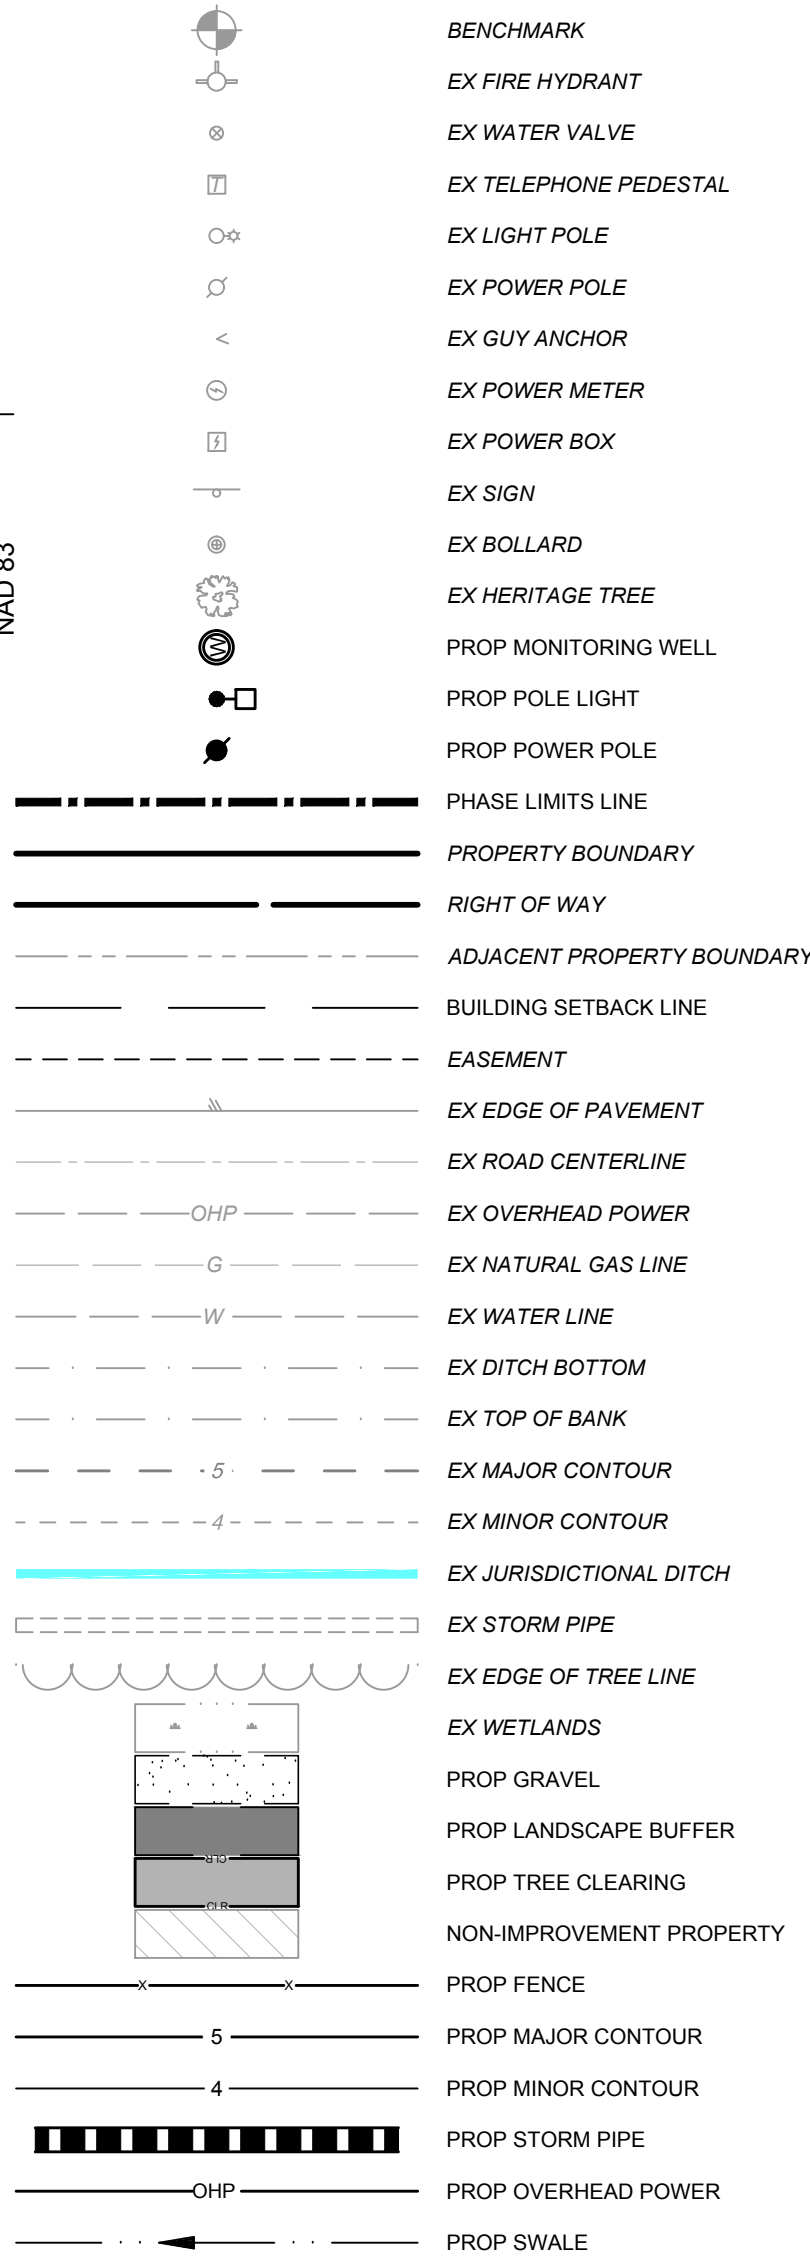 BENCHMARK
EX FIRE HYDRANT
EX WATER VALVE
T EX TELEPHONE PEDESTAL
EX LIGHT POLE
EX POWER POLE
EX GUY ANCHOR
EX POWER METER
EX POWER BOX
EX SIGN
EX BOLLARD
NAD 83
EX HERITAGE TREE
PROP MONITORING WELL
PROP POLE LIGHT
PROP POWER POLE
PHASE LIMITS LINE
PROPERTY BOUNDARY
RIGHT OF WAY
ADJACENT PROPERTY BOUNDARY
BUILDING SETBACK LINE
EASEMENT
EX EDGE OF PAVEMENT
EX ROAD CENTERLINE
OHP EX OVERHEAD POWER
G EX NATURAL GAS LINE
W EX WATER LINE
EX DITCH BOTTOM
EX TOP OF BANK
5 EX MAJOR CONTOUR
4 EX MINOR CONTOUR
EX JURISDICTIONAL DITCH
EX STORM PIPE
EX EDGE OF TREE LINE
EX WETLANDS
PROP GRAVEL
PROP LANDSCAPE BUFFER
CLR
PROP TREE CLEARING
CLR
NON-IMPROVEMENT PROPERTY
X X PROP FENCE
5 PROP MAJOR CONTOUR
4 PROP MINOR CONTOUR
PROP STORM PIPE
OHP PROP OVERHEAD POWER
PROP SWALE